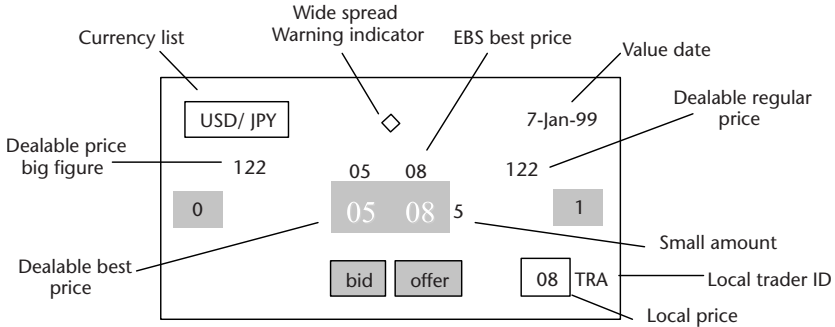 Wide spread
Warning indicator
Currency list
EBS best price
Value date
USD/ JPY
7-Jan-99
Dealable regular
price
Dealable price
big figure
122
05 08
122
0
05 08 5
1
Small amount
Dealable best
price
bid offer
08 TRA
Local trader ID
Local price